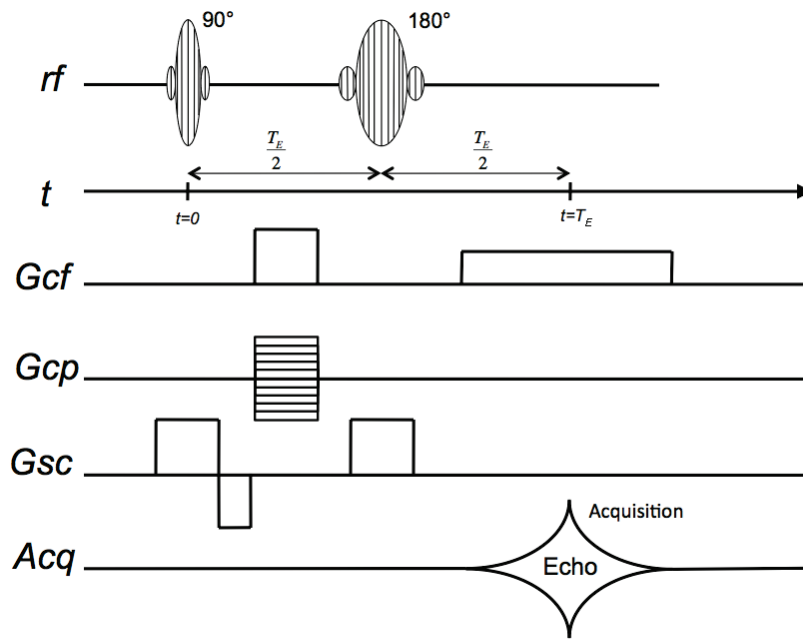 90°
180°
rf
T_E
2
T_E
2
t
t=0
t=T_E
Gcf
Gcp
Gsc
Acquisition
Acq
Echo